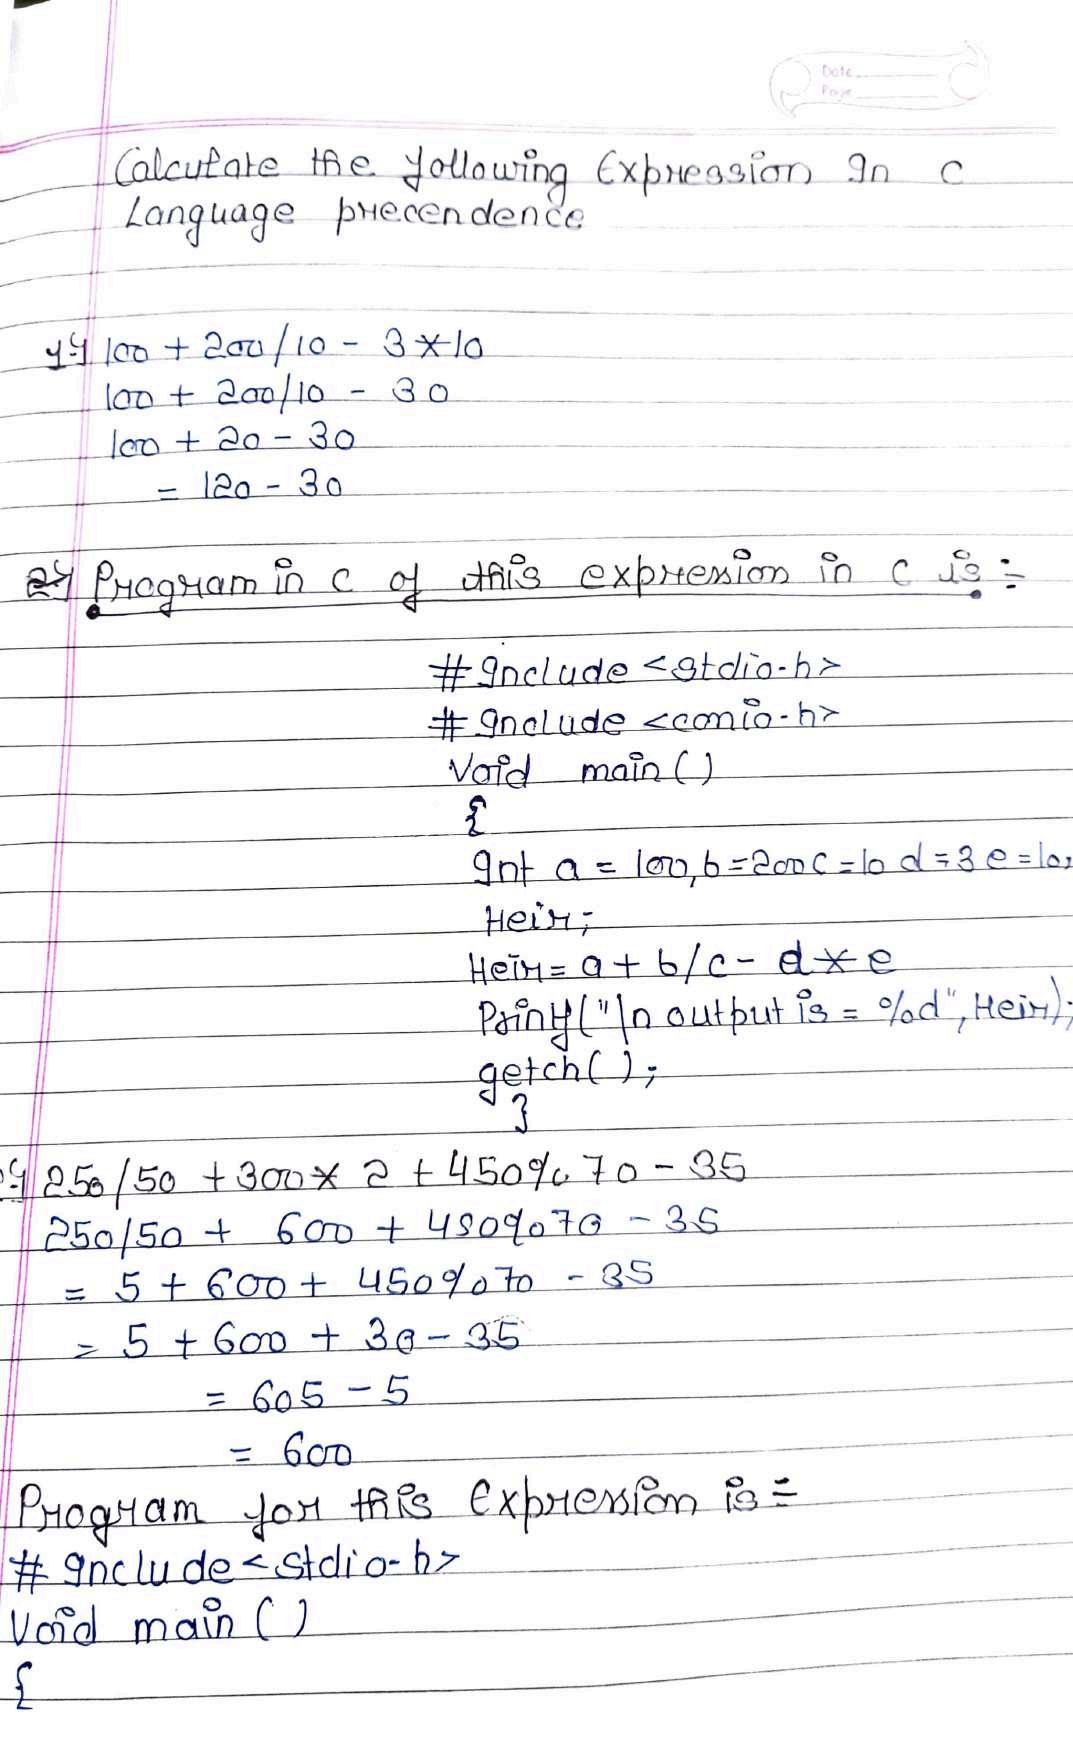 Date
Page
Calculate the following Expression In C
Language precendence
1) 100 + 200/10 - 3*10
100 + 200/10 - 30
100 + 20 - 30
= 120 - 30
2) Program in C of this expression in C is :-
#Include <stdio.h>
#Include <conio.h>
Void main ()
{
Int a = 100, b=200 c=10 d=3 e=10,
Heir;
Heir = a + b/c - d*e
Printf("\n output is = %d", Heir);
getch();
}
250/50 + 300* 2 + 450% 70 - 35
250/50 + 600 + 450%70 - 35
= 5 + 600 + 450%70 - 35
= 5 + 600 + 30 - 35
= 605 - 5
= 600
Program for this Expression is :-
# Include <stdio.h>
Void main ()
{